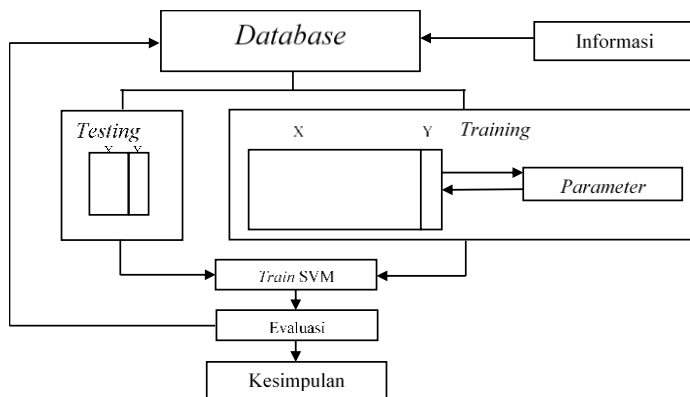 Database
Informasi
Testing
X Y
X Y Training
Parameter
Train SVM
Evaluasi
Kesimpulan